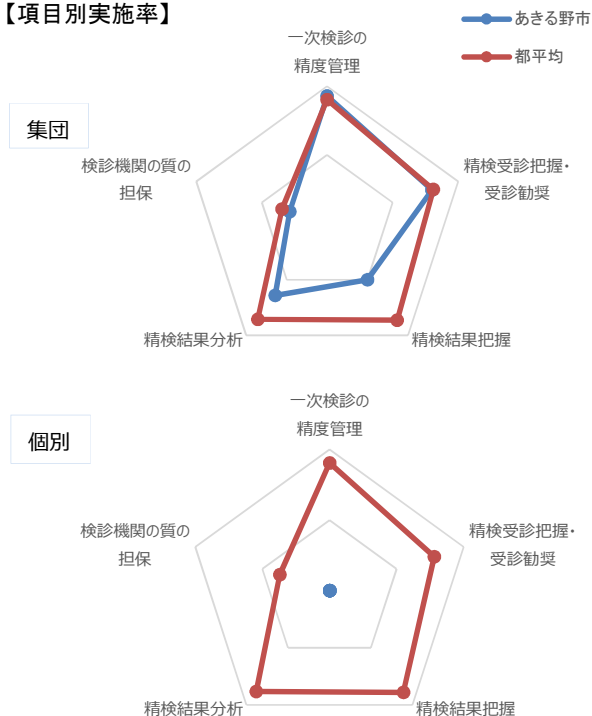 【項目別実施率】
あきる野市
都平均
集団
一次検診の
精度管理
精検受診把握・
受診勧奨
検診機関の質の
担保
精検結果分析
精検結果把握
個別
一次検診の
精度管理
精検受診把握・
受診勧奨
検診機関の質の
担保
精検結果分析
精検結果把握